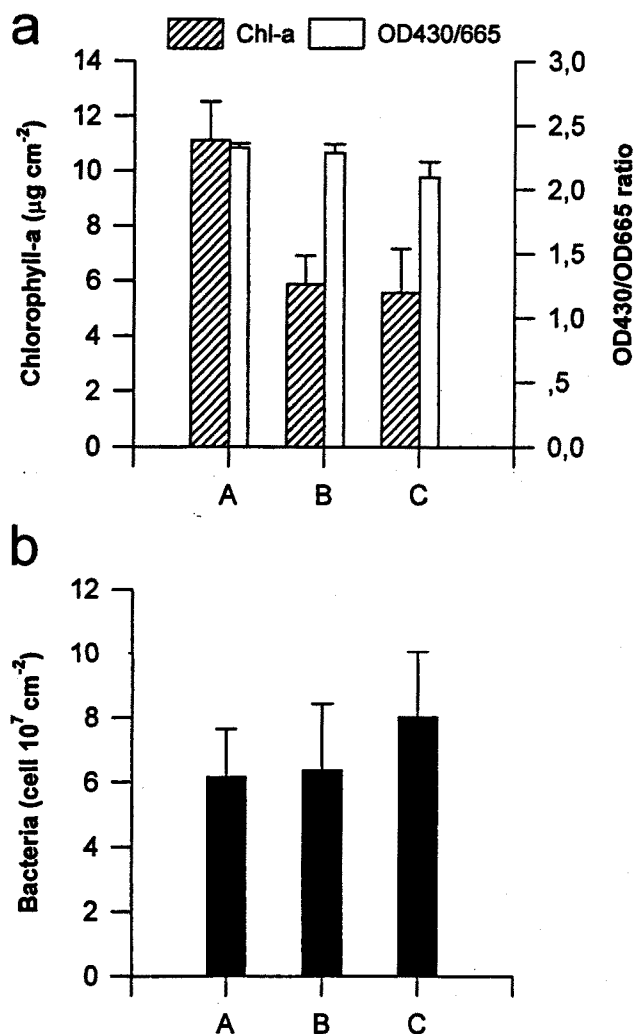 a
Chl-a OD430/665
Chlorophyll-a (µg cm⁻²)
14
12
10
8
6
4
2
0
3,0
2,5
2,0
1,5
1,0
,5
0,0
OD430/OD665 ratio
A B C
b
Bacteria (cell 10⁷ cm⁻²)
12
10
8
6
4
2
0
A B C